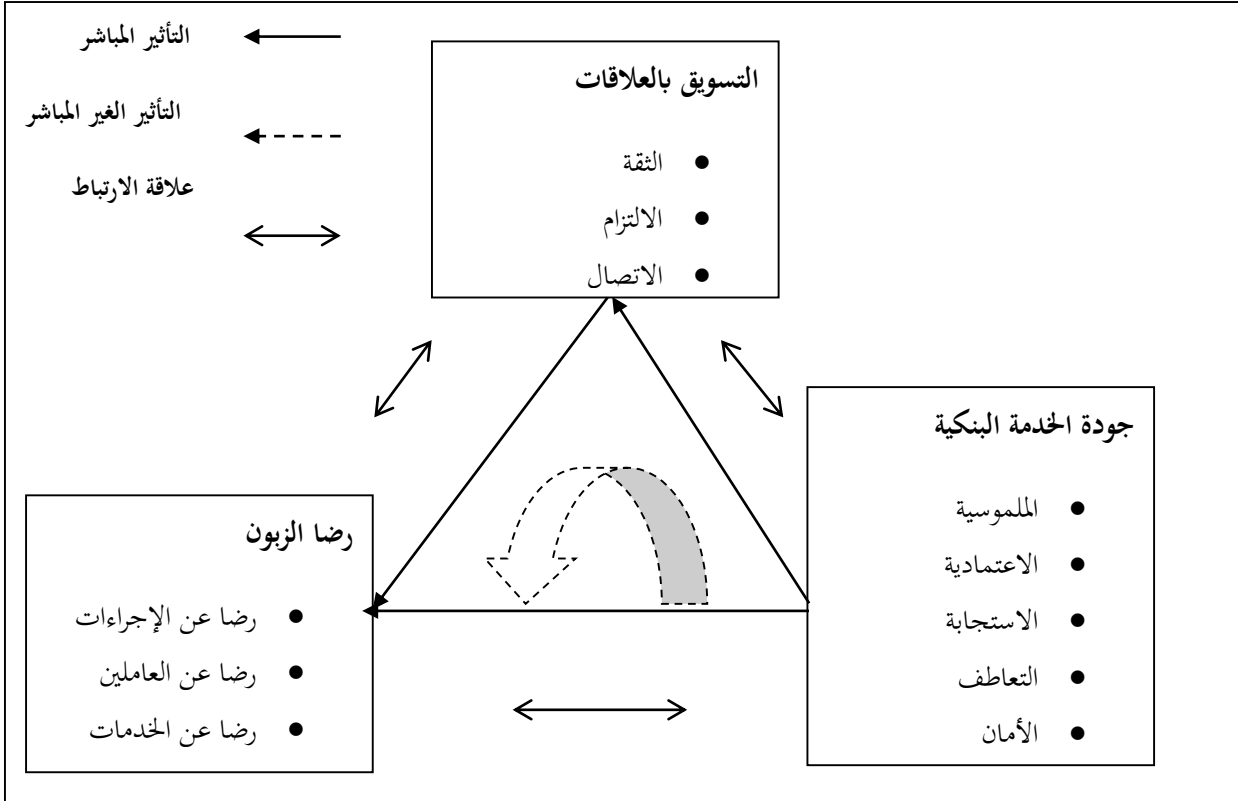 التأثير المباشر
التأثير الغير المباشر
علاقة الارتباط
التسويق بالعلاقات
● الثقة
● الالتزام
● الاتصال
جودة الخدمة البنكية
● الملموسية
● الاعتمادية
● الاستجابة
● التعاطف
● الأمان
رضا الزبون
● رضا عن الإجراءات
● رضا عن العاملين
● رضا عن الخدمات